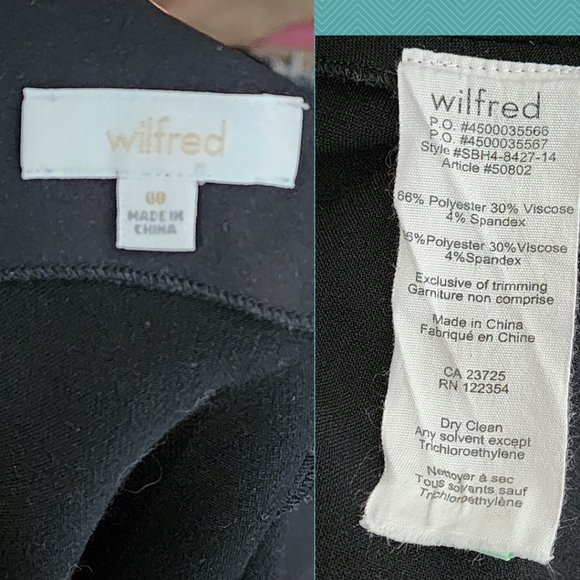 wilfred
00
MADE IN
CHINA
wilfred
P.O. #4500035566
P.O. #4500035567
Style #SBH4-8427-14
Article #50802
66% Polyester 30% Viscose
4% Spandex
6%Polyester 30%Viscose
4%Spandex
Exclusive of trimming
Garniture non comprise
Made in China
Fabriqué en Chine
CA 23725
RN 122354
Dry Clean
Any solvent except
Trichloroethylene
Nettoyer à sec
Tous solvants sauf
Trichloroethylène